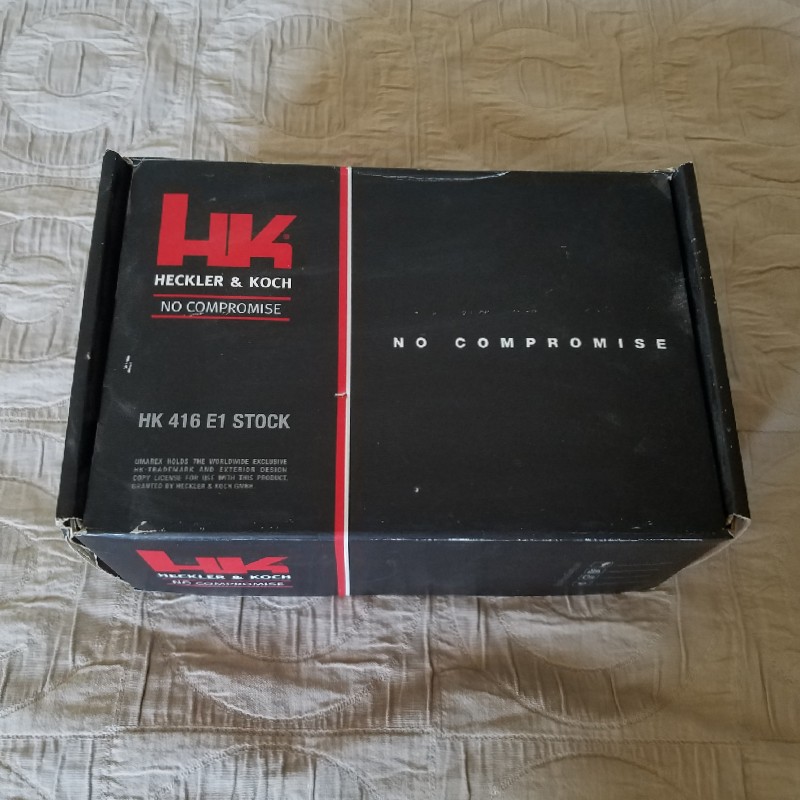 HK
HECKLER & KOCH
NO COMPROMISE
NO COMPROMISE
HK 416 E1 STOCK
UMAREX HOLDS THE WORLDWIDE EXCLUSIVE
HK-TRADEMARK AND EXTERIOR DESIGN
COPY LICENSE FOR USE WITH THIS PRODUCT,
GRANTED BY HECKLER & KOCH GMBH
HK
HECKLER & KOCH
NO COMPROMISE